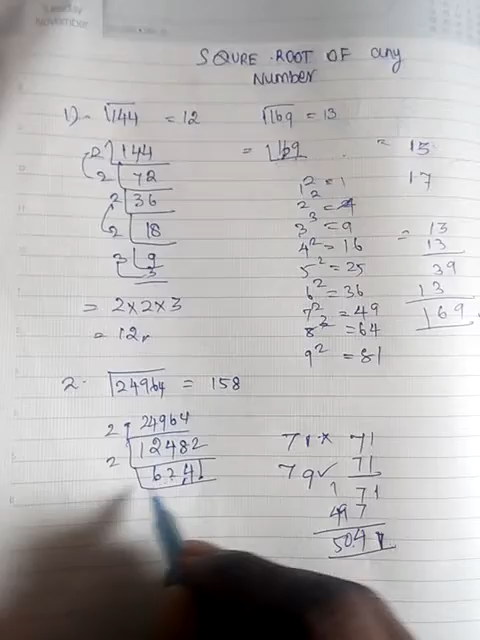 November
SQURE ROOT OF any
Number
1) √144 = 12
2 144
2 72
2 36
2 18
3 9
3
= 2×2×3
= 12
√169 = 13
= √169
1² = 1
2² = 4
3² = 9
4² = 16
5² = 25
6² = 36
7² = 49
8² = 64
9² = 81
= 15
17
= 13
13
39
13
169
2. √24964 = 158
2 24964
2 12482
6241
71 ×
79 ✓
71
71
71
497
5041